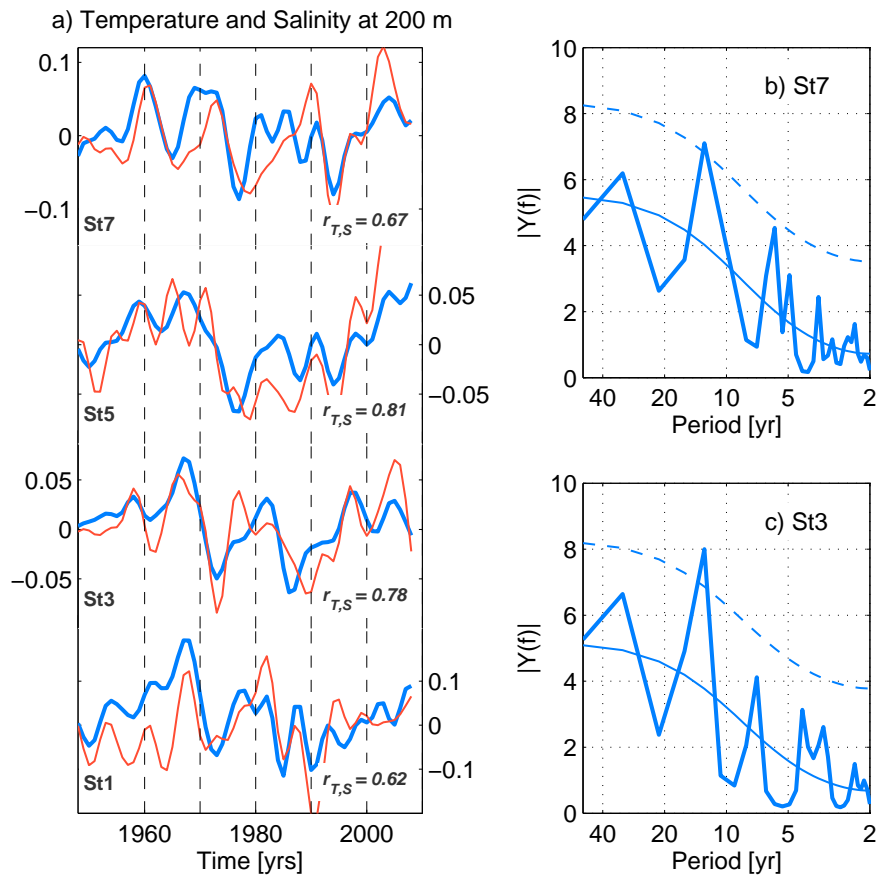 a) Temperature and Salinity at 200 m
0.1
0
−0.1
St7
r_{T,S} = 0.67
0.05
0
−0.05
St5
r_{T,S} = 0.81
0.05
0
−0.05
St3
r_{T,S} = 0.78
0.1
0
−0.1
St1
r_{T,S} = 0.62
1960 1980 2000
Time [yrs]
b) St7
10
8
6
4
2
0
|Y(f)|
40 20 10 5 2
Period [yr]
c) St3
10
8
6
4
2
0
|Y(f)|
40 20 10 5 2
Period [yr]